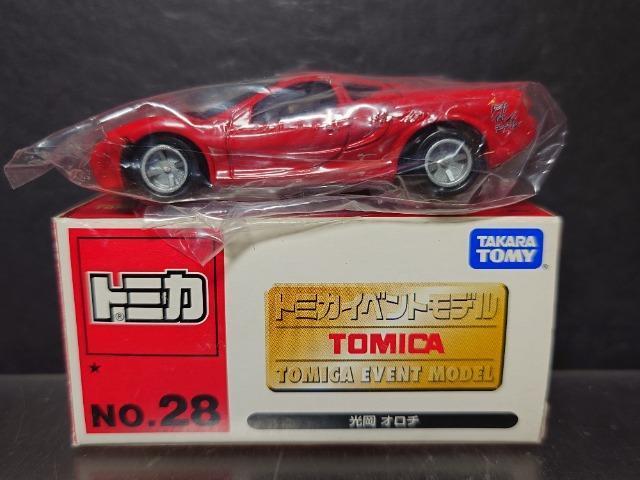 TAKARA
TOMY
トミカ®
トミカイベントモデル
TOMICA
TOMICA EVENT MODEL
★
NO.28
光岡 オロチ